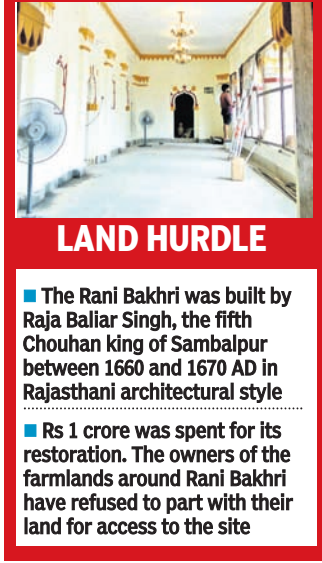 LAND HURDLE
■ The Rani Bakhri was built by
Raja Baliar Singh, the fifth
Chouhan king of Sambalpur
between 1660 and 1670 AD in
Rajasthani architectural style
■ Rs 1 crore was spent for its
restoration. The owners of the
farmlands around Rani Bakhri
have refused to part with their
land for access to the site